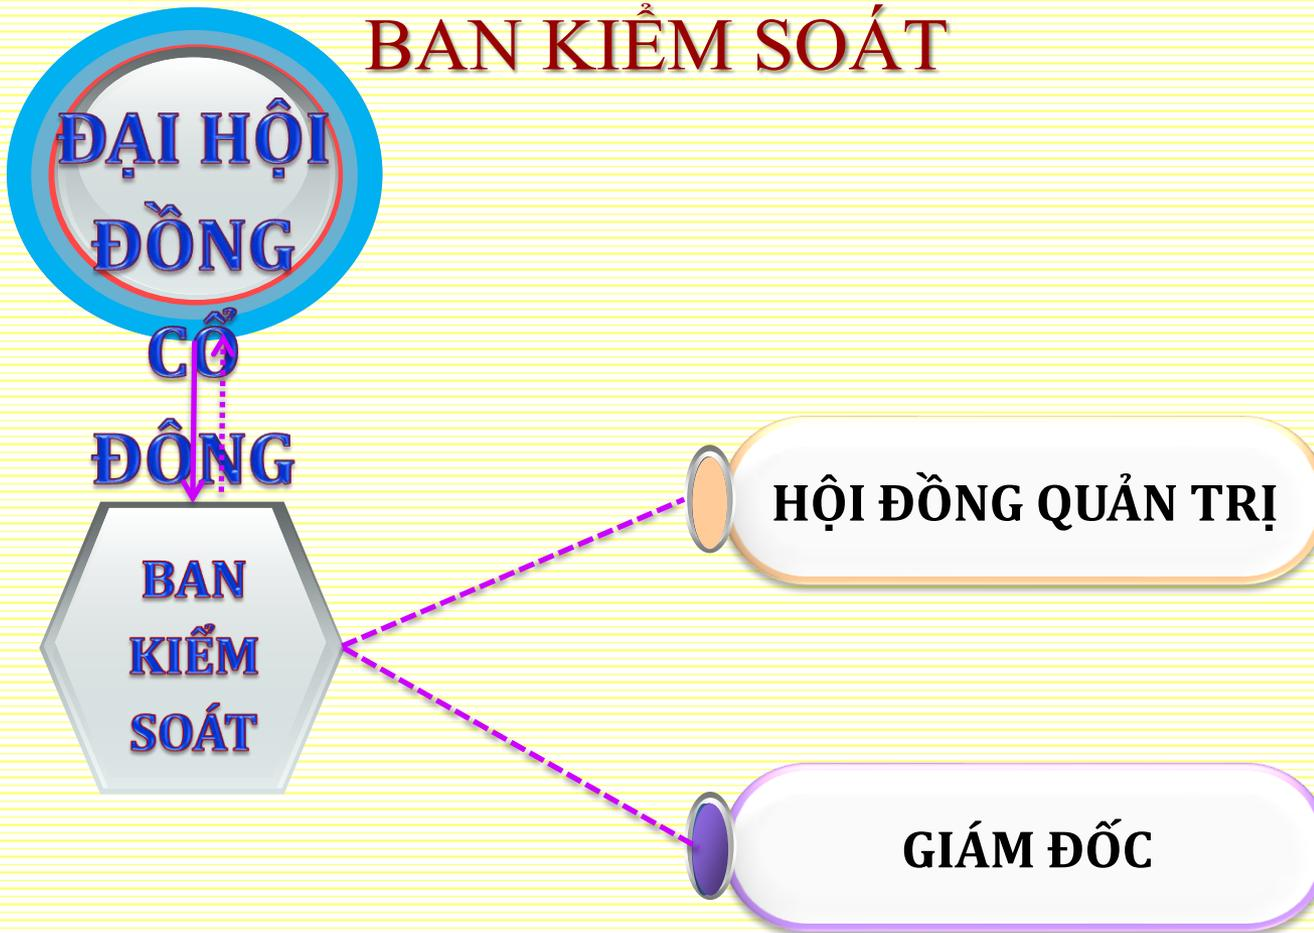 BAN KIỂM SOÁT
ĐẠI HỘI
ĐỒNG
CỔ
ĐÔNG
BAN
KIỂM
SOÁT
HỘI ĐỒNG QUẢN TRỊ
GIÁM ĐỐC